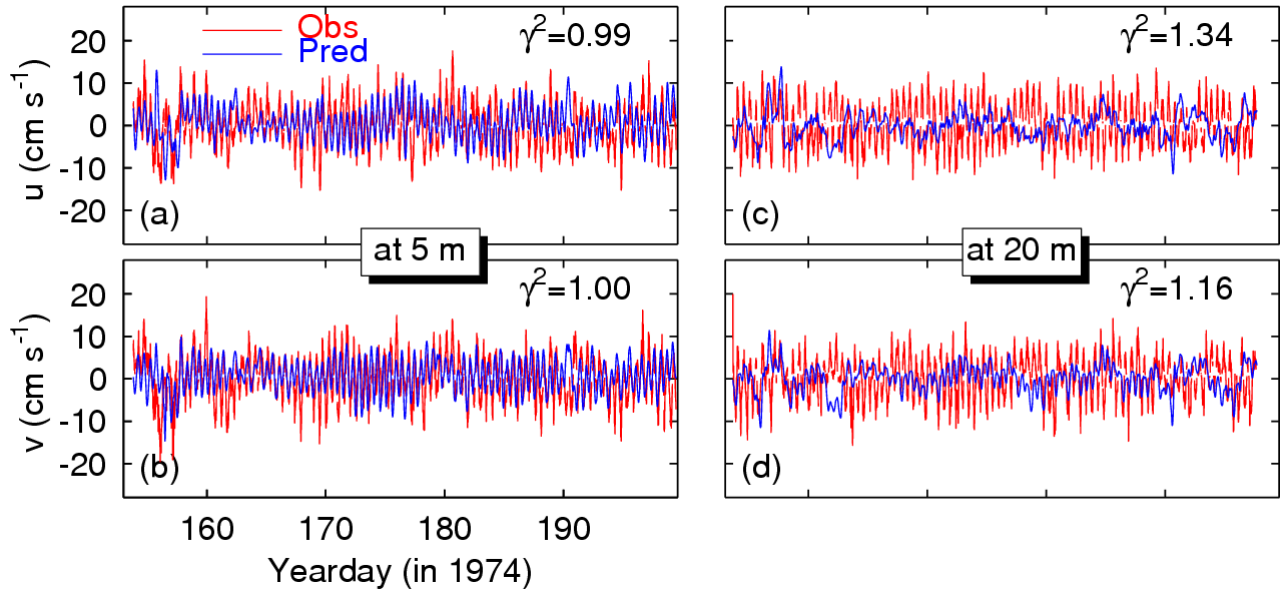 Obs
Pred
γ²=0.99
u (cm s⁻¹)
20
10
0
-10
-20
(a)
γ²=1.34
(c)
at 5 m
at 20 m
γ²=1.00
v (cm s⁻¹)
20
10
0
-10
-20
(b)
γ²=1.16
(d)
160
170
180
190
Yearday (in 1974)